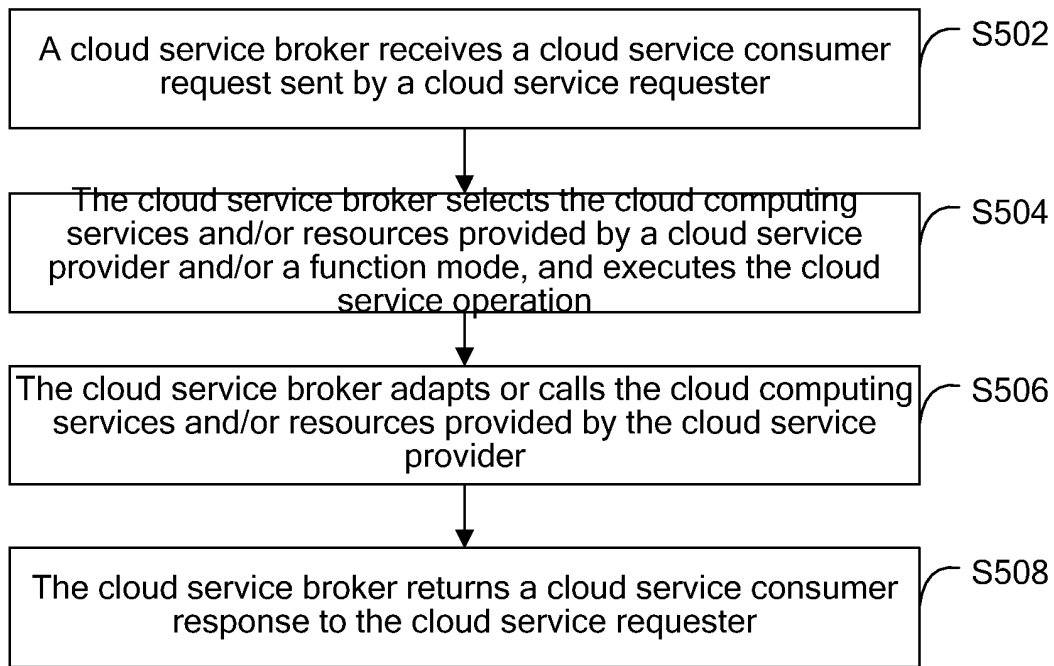 A cloud service broker receives a cloud service consumer
request sent by a cloud service requester
S502
The cloud service broker selects the cloud computing
services and/or resources provided by a cloud service
provider and/or a function mode, and executes the cloud
service operation
S504
The cloud service broker adapts or calls the cloud computing
services and/or resources provided by the cloud service
provider
S506
The cloud service broker returns a cloud service consumer
response to the cloud service requester
S508